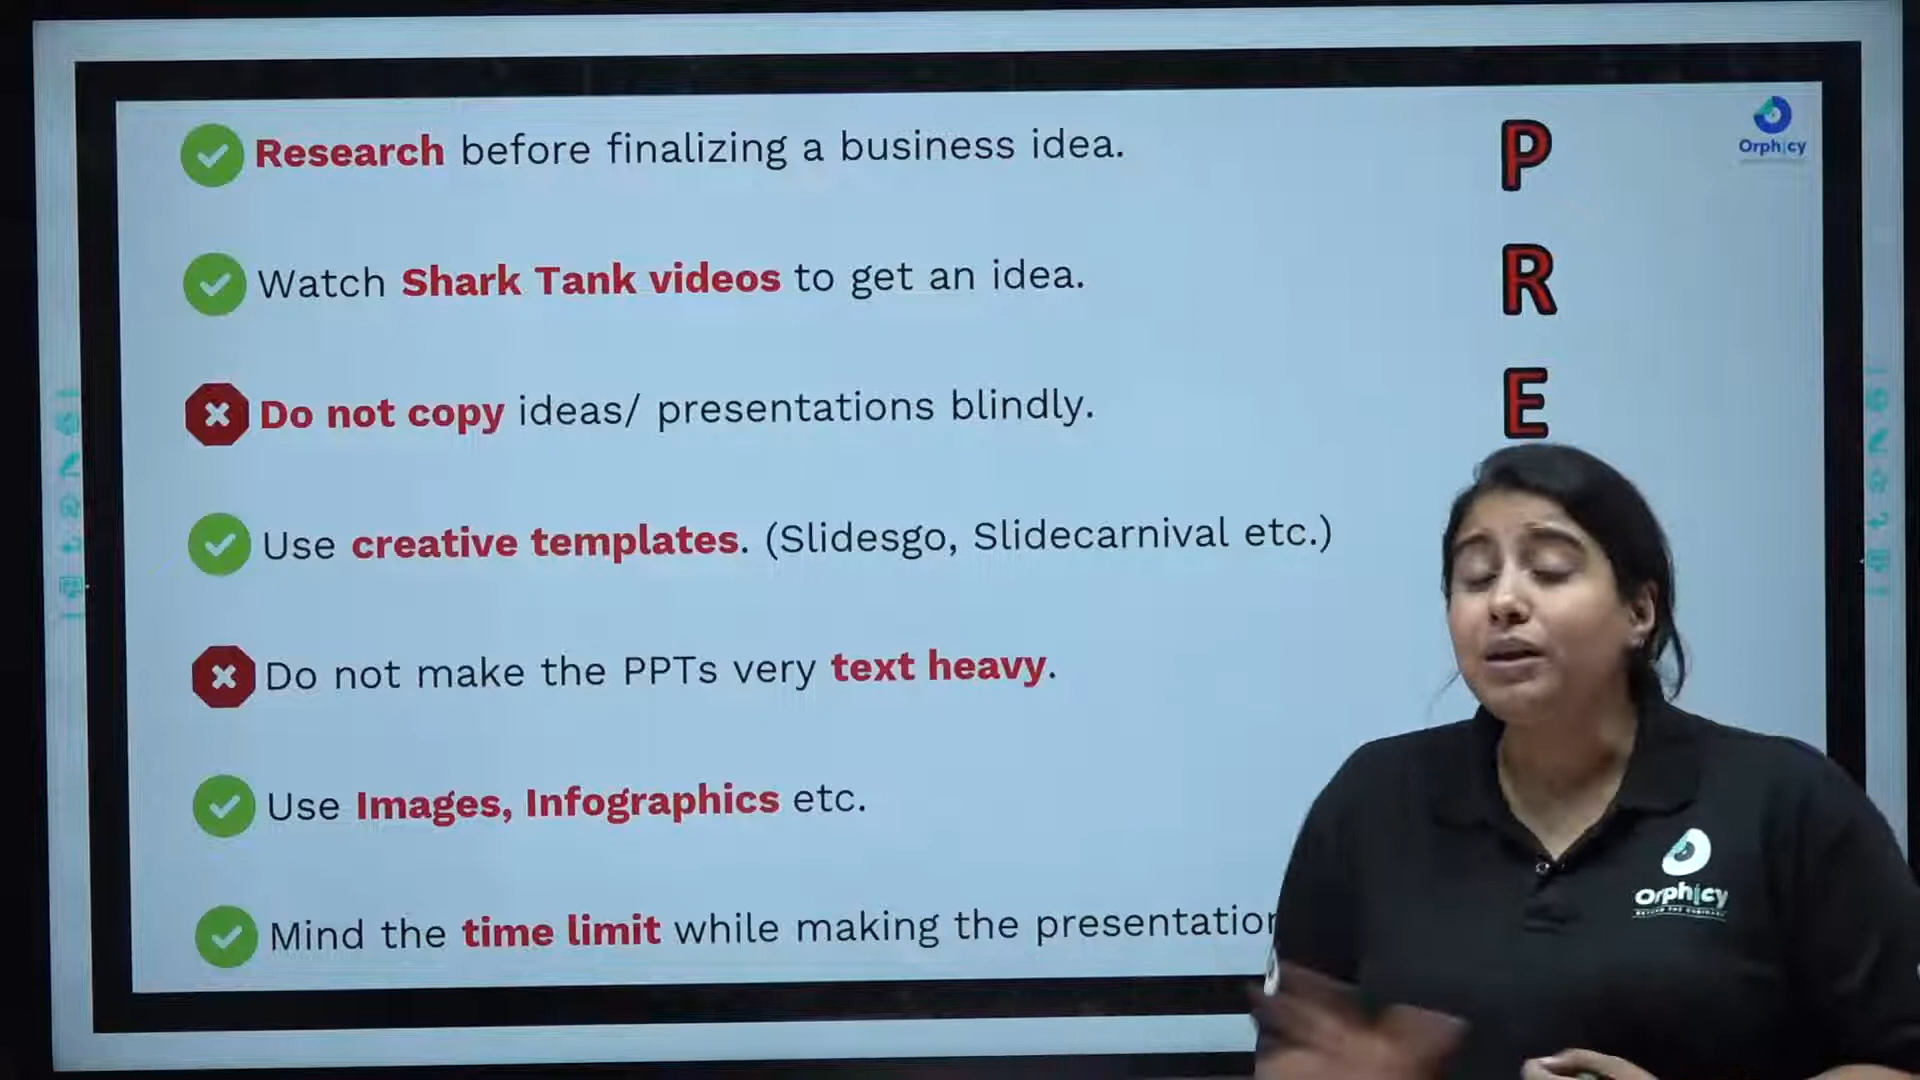 Research before finalizing a business idea.
Watch Shark Tank videos to get an idea.
Do not copy ideas/ presentations blindly.
Use creative templates. (Slidesgo, Slidecarnival etc.)
Do not make the PPTs very text heavy.
Use Images, Infographics etc.
Mind the time limit while making the presentation
P
R
E
Orphicy
Orphicy